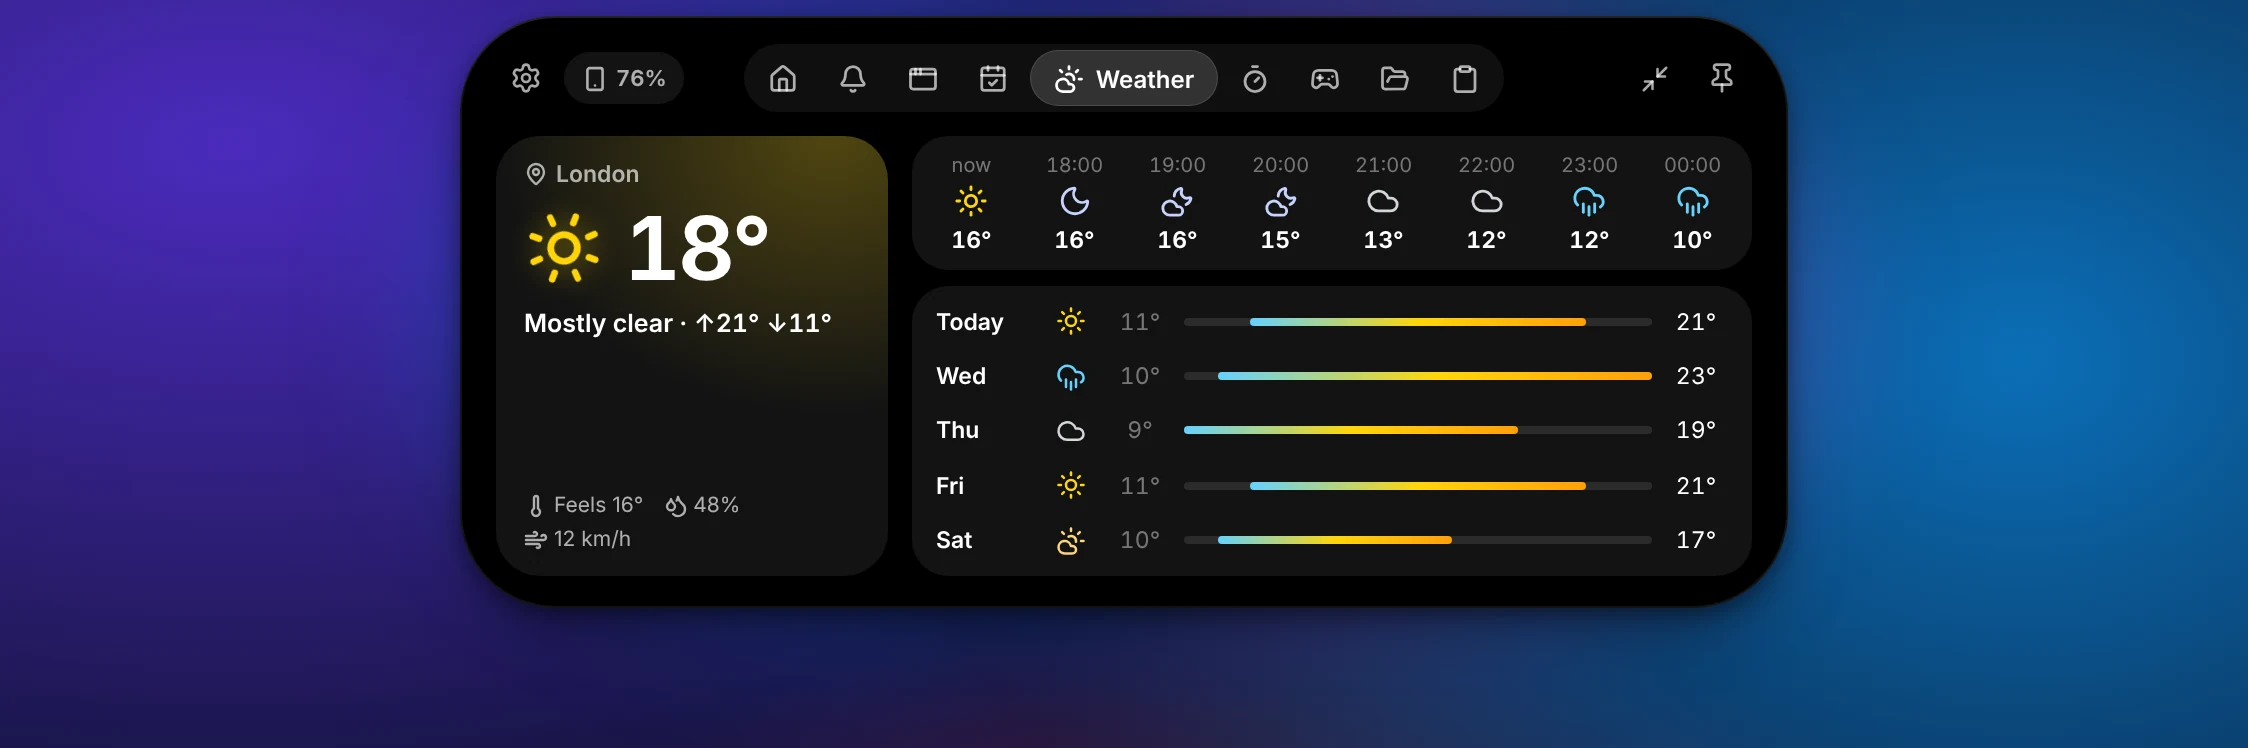 76%
Weather
London
18°
Mostly clear · ↑21° ↓11°
Feels 16° 48%
12 km/h
now 18:00 19:00 20:00 21:00 22:00 23:00 00:00
16° 16° 16° 15° 13° 12° 12° 10°
Today 11° 21°
Wed 10° 23°
Thu 9° 19°
Fri 11° 21°
Sat 10° 17°